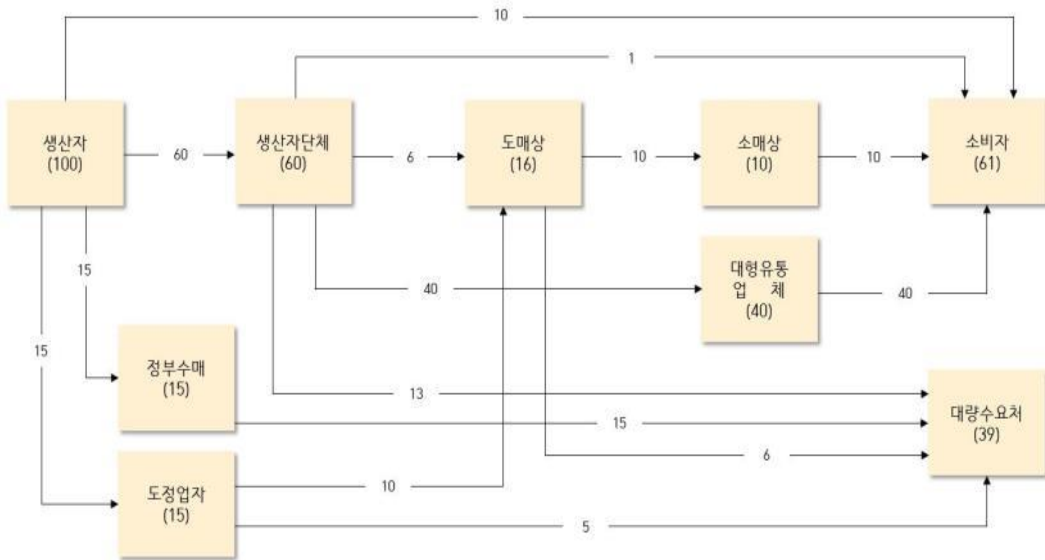 10
1
생산자
(100)
60
생산자단체
(60)
6
도매상
(16)
10
소매상
(10)
10
소비자
(61)
15
40
대형유통
업 체
(40)
40
15
정부수매
(15)
13
15
대량수요처
(39)
6
도정업자
(15)
10
5